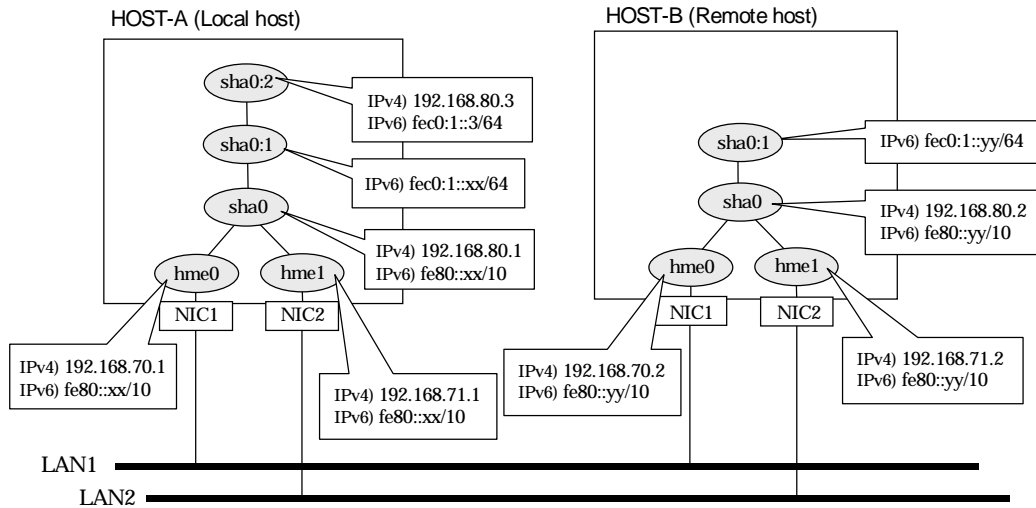 HOST-A (Local host)
HOST-B (Remote host)
sha0:2
IPv4) 192.168.80.3
IPv6) fec0:1::3/64
sha0:1
IPv6) fec0:1::xx/64
sha0
IPv4) 192.168.80.1
IPv6) fe80::xx/10
hme0
hme1
NIC1
NIC2
IPv4) 192.168.70.1
IPv6) fe80::xx/10
IPv4) 192.168.71.1
IPv6) fe80::xx/10
sha0:1
IPv6) fec0:1::yy/64
sha0
IPv4) 192.168.80.2
IPv6) fe80::yy/10
hme0
hme1
NIC1
NIC2
IPv4) 192.168.70.2
IPv6) fe80::yy/10
IPv4) 192.168.71.2
IPv6) fe80::yy/10
LAN1
LAN2